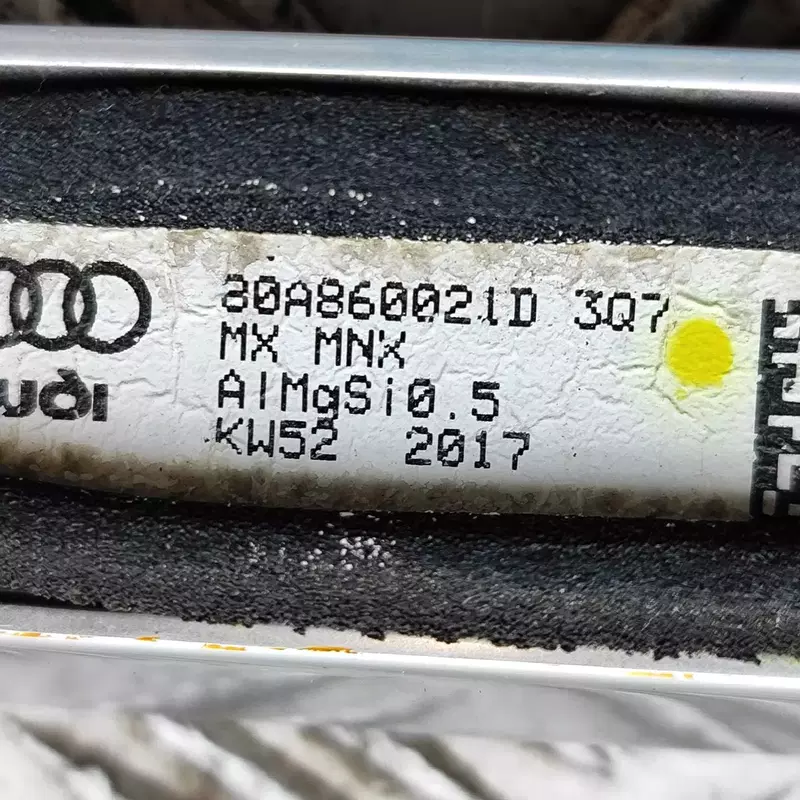 Audi
80A860021D 3Q7
MX MNX
AlMgSi0.5
KW52 2017